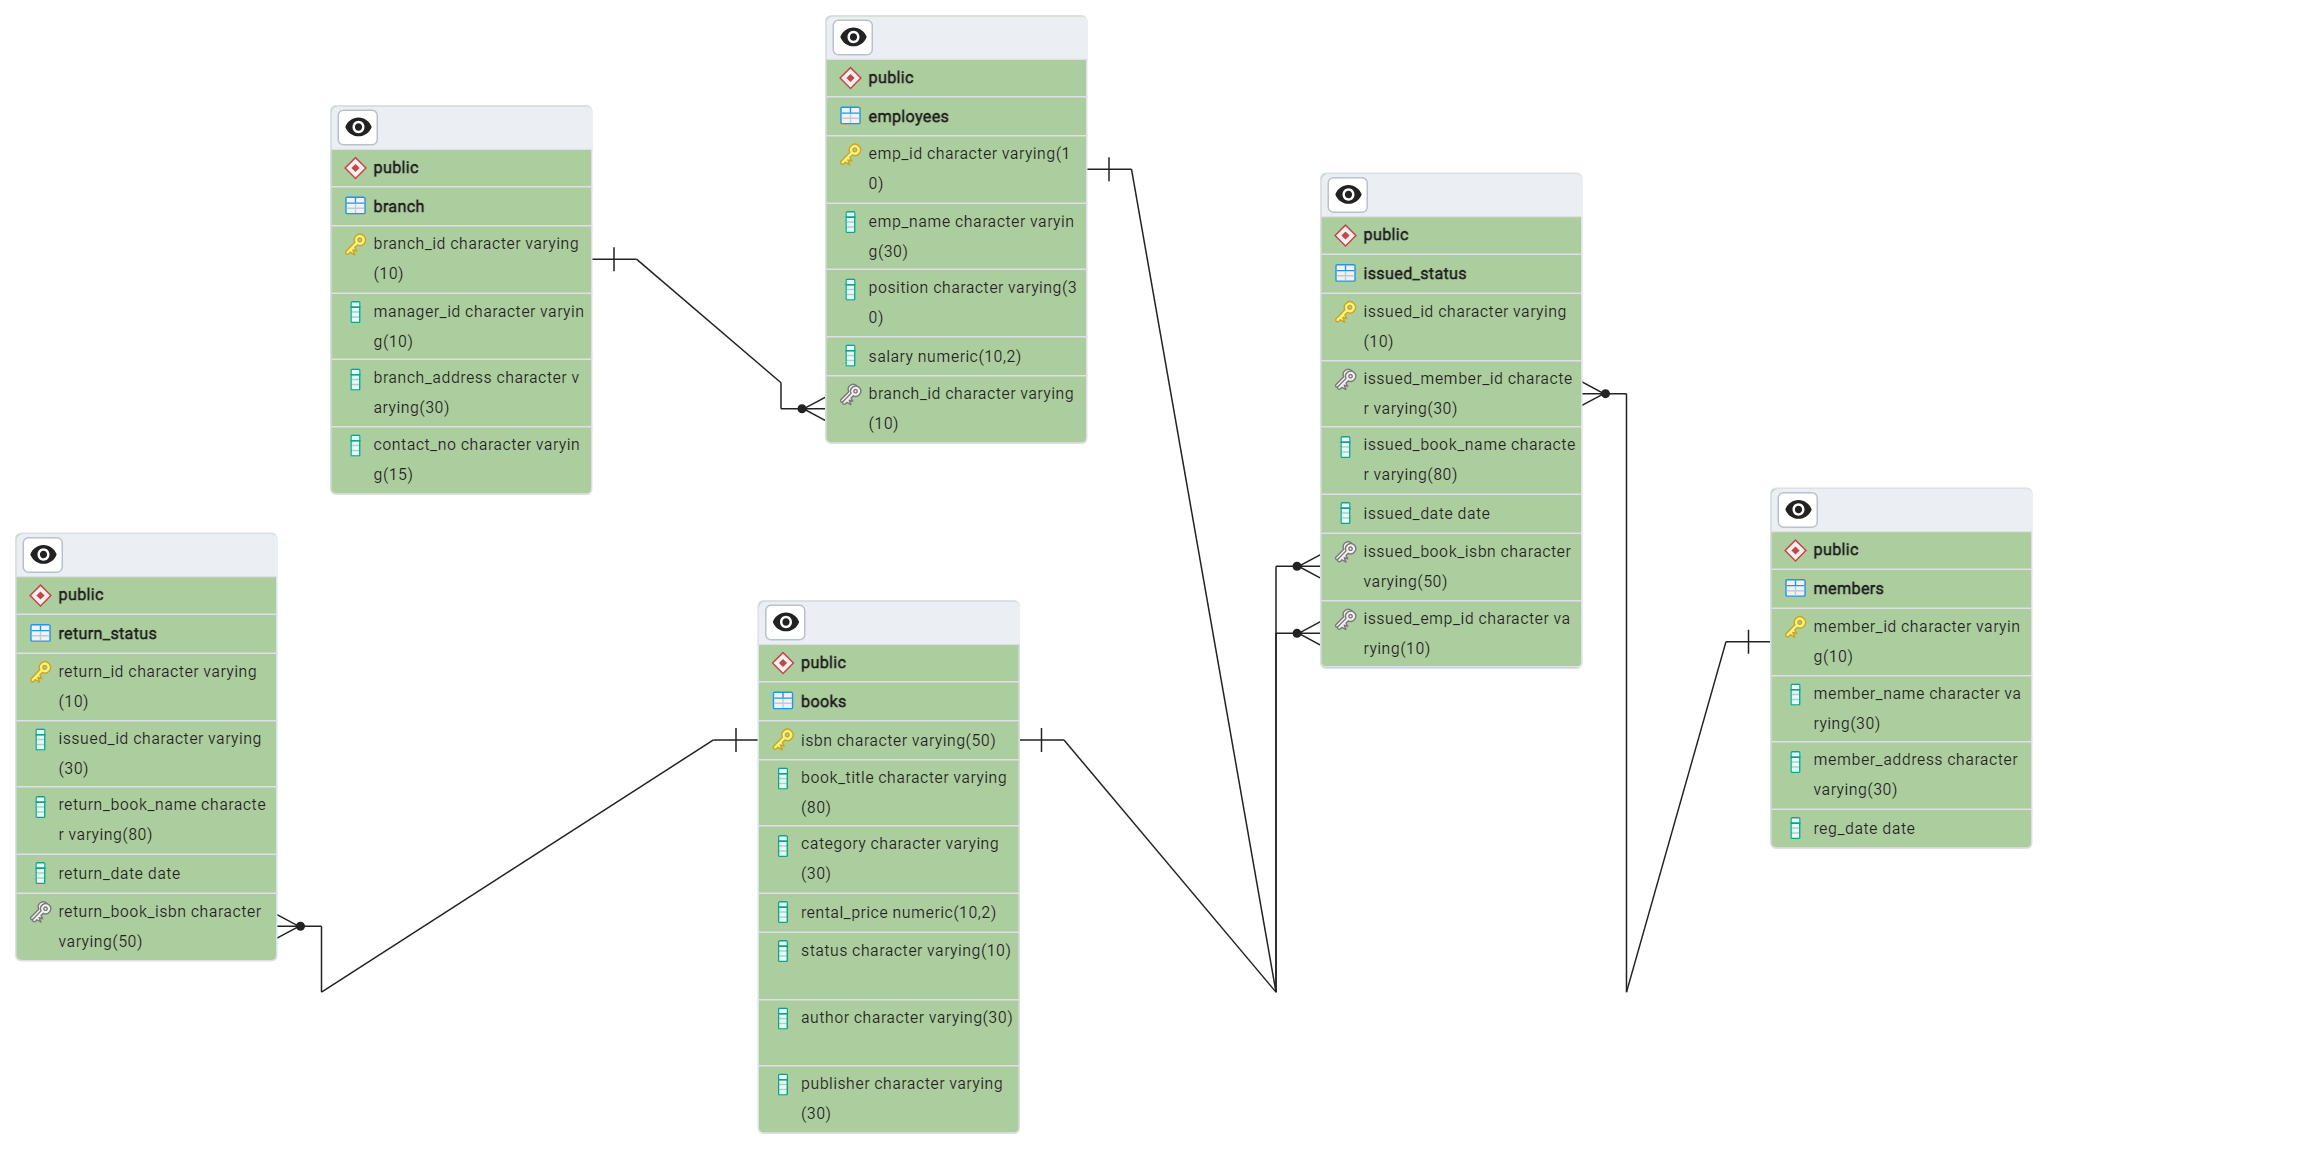 public
branch
branch_id character varying
(10)
manager_id character varyin
g(10)
branch_address character v
arying(30)
contact_no character varyin
g(15)
public
employees
emp_id character varying(1
0)
emp_name character varyin
g(30)
position character varying(3
0)
salary numeric(10,2)
branch_id character varying
(10)
public
issued_status
issued_id character varying
(10)
issued_member_id characte
r varying(30)
issued_book_name characte
r varying(80)
issued_date date
issued_book_isbn character
varying(50)
issued_emp_id character va
rying(10)
public
members
member_id character varyin
g(10)
member_name character va
rying(30)
member_address character
varying(30)
reg_date date
public
return_status
return_id character varying
(10)
issued_id character varying
(30)
return_book_name characte
r varying(80)
return_date date
return_book_isbn character
varying(50)
public
books
isbn character varying(50)
book_title character varying
(80)
category character varying
(30)
rental_price numeric(10,2)
status character varying(10)
author character varying(30)
publisher character varying
(30)